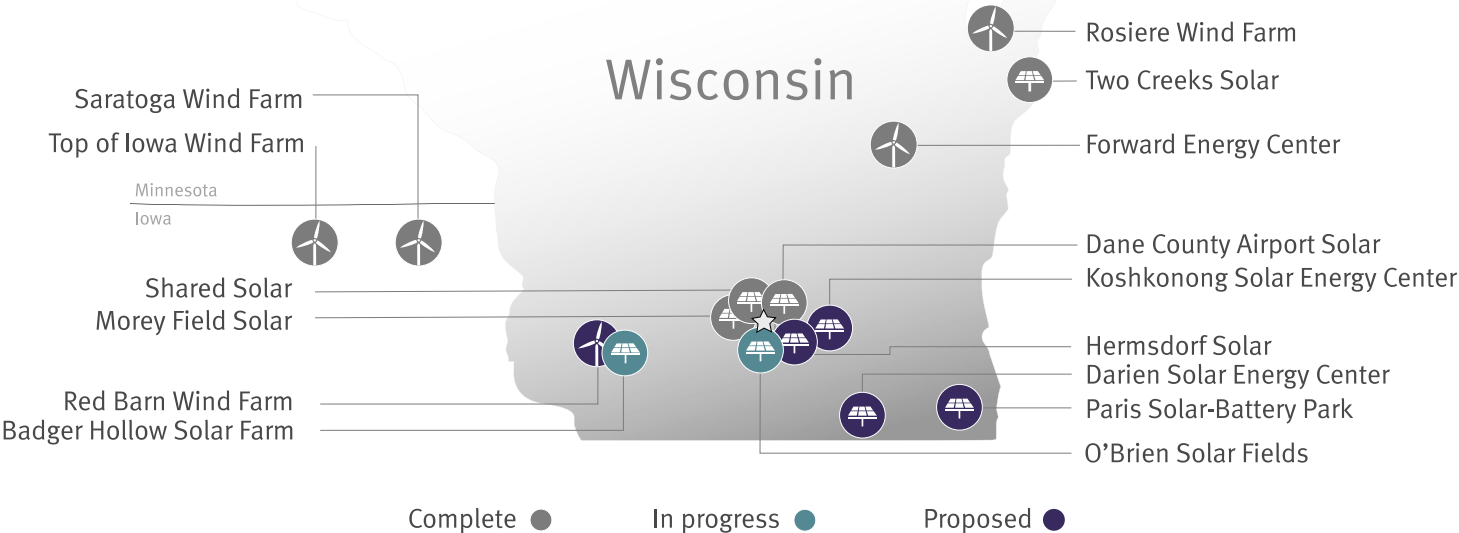 Wisconsin
Saratoga Wind Farm
Top of Iowa Wind Farm
Minnesota
Iowa
Shared Solar
Morey Field Solar
Red Barn Wind Farm
Badger Hollow Solar Farm
Rosiere Wind Farm
Two Creeks Solar
Forward Energy Center
Dane County Airport Solar
Koshkonong Solar Energy Center
Hermsdorf Solar
Darien Solar Energy Center
Paris Solar-Battery Park
O’Brien Solar Fields
Complete
In progress
Proposed